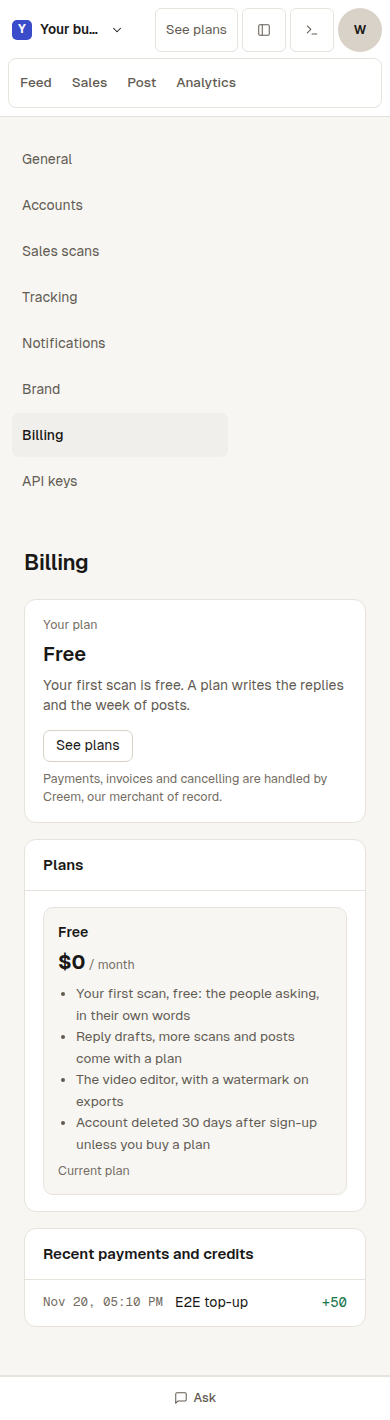 Y Your bu... See plans W
Feed Sales Post Analytics
General
Accounts
Sales scans
Tracking
Notifications
Brand
Billing
API keys
Billing
Your plan
Free
Your first scan is free. A plan writes the replies
and the week of posts.
See plans
Payments, invoices and cancelling are handled by
Creem, our merchant of record.
Plans
Free
$0 / month
• Your first scan, free: the people asking,
in their own words
• Reply drafts, more scans and posts
come with a plan
• The video editor, with a watermark on
exports
• Account deleted 30 days after sign-up
unless you buy a plan
Current plan
Recent payments and credits
Nov 20, 05:10 PM E2E top-up +50
Ask